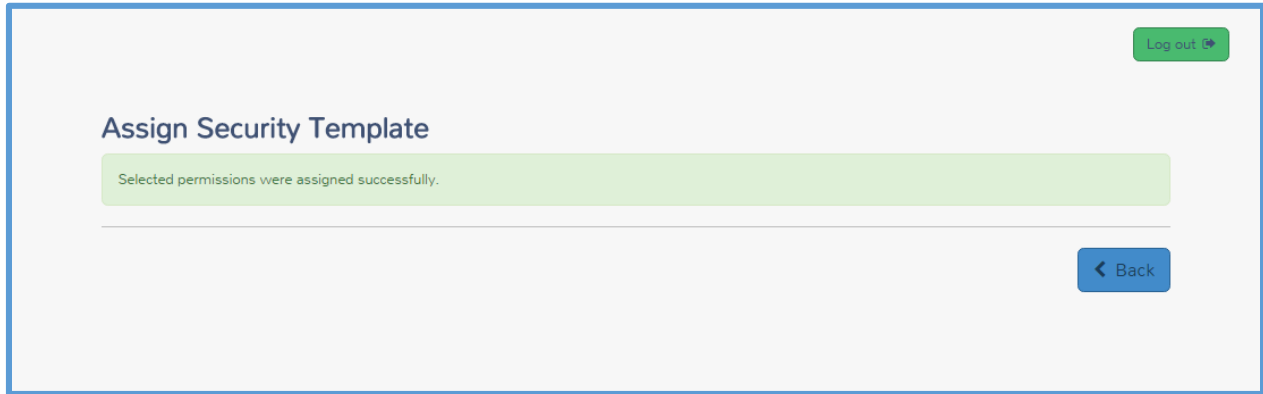 Log out
Assign Security Template
Selected permissions were assigned successfully.
Back